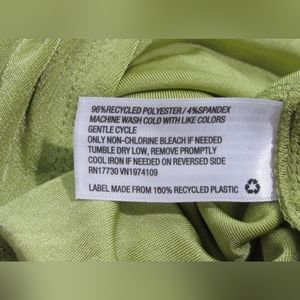 96%RECYCLED POLYESTER / 4%SPANDEX
MACHINE WASH COLD WITH LIKE COLORS
GENTLE CYCLE
ONLY NON-CHLORINE BLEACH IF NEEDED
TUMBLE DRY LOW, REMOVE PROMPTLY
COOL IRON IF NEEDED ON REVERSED SIDE
RN17730 VN1974109
LABEL MADE FROM 100% RECYCLED PLASTIC